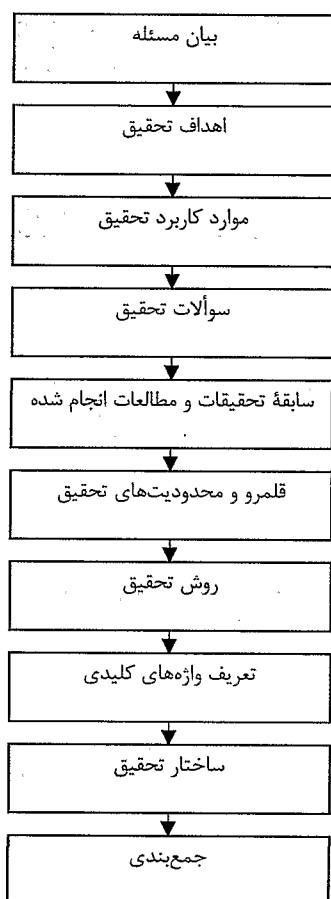 بیان مسئله
اهداف تحقیق
موارد کاربرد تحقیق
سوألات تحقیق
سابقهٔ تحقیقات و مطالعات انجام شده
قلمرو و محدودیت‌های تحقیق
روش تحقیق
تعریف واژه‌های کلیدی
ساختار تحقیق
جمع‌بندی